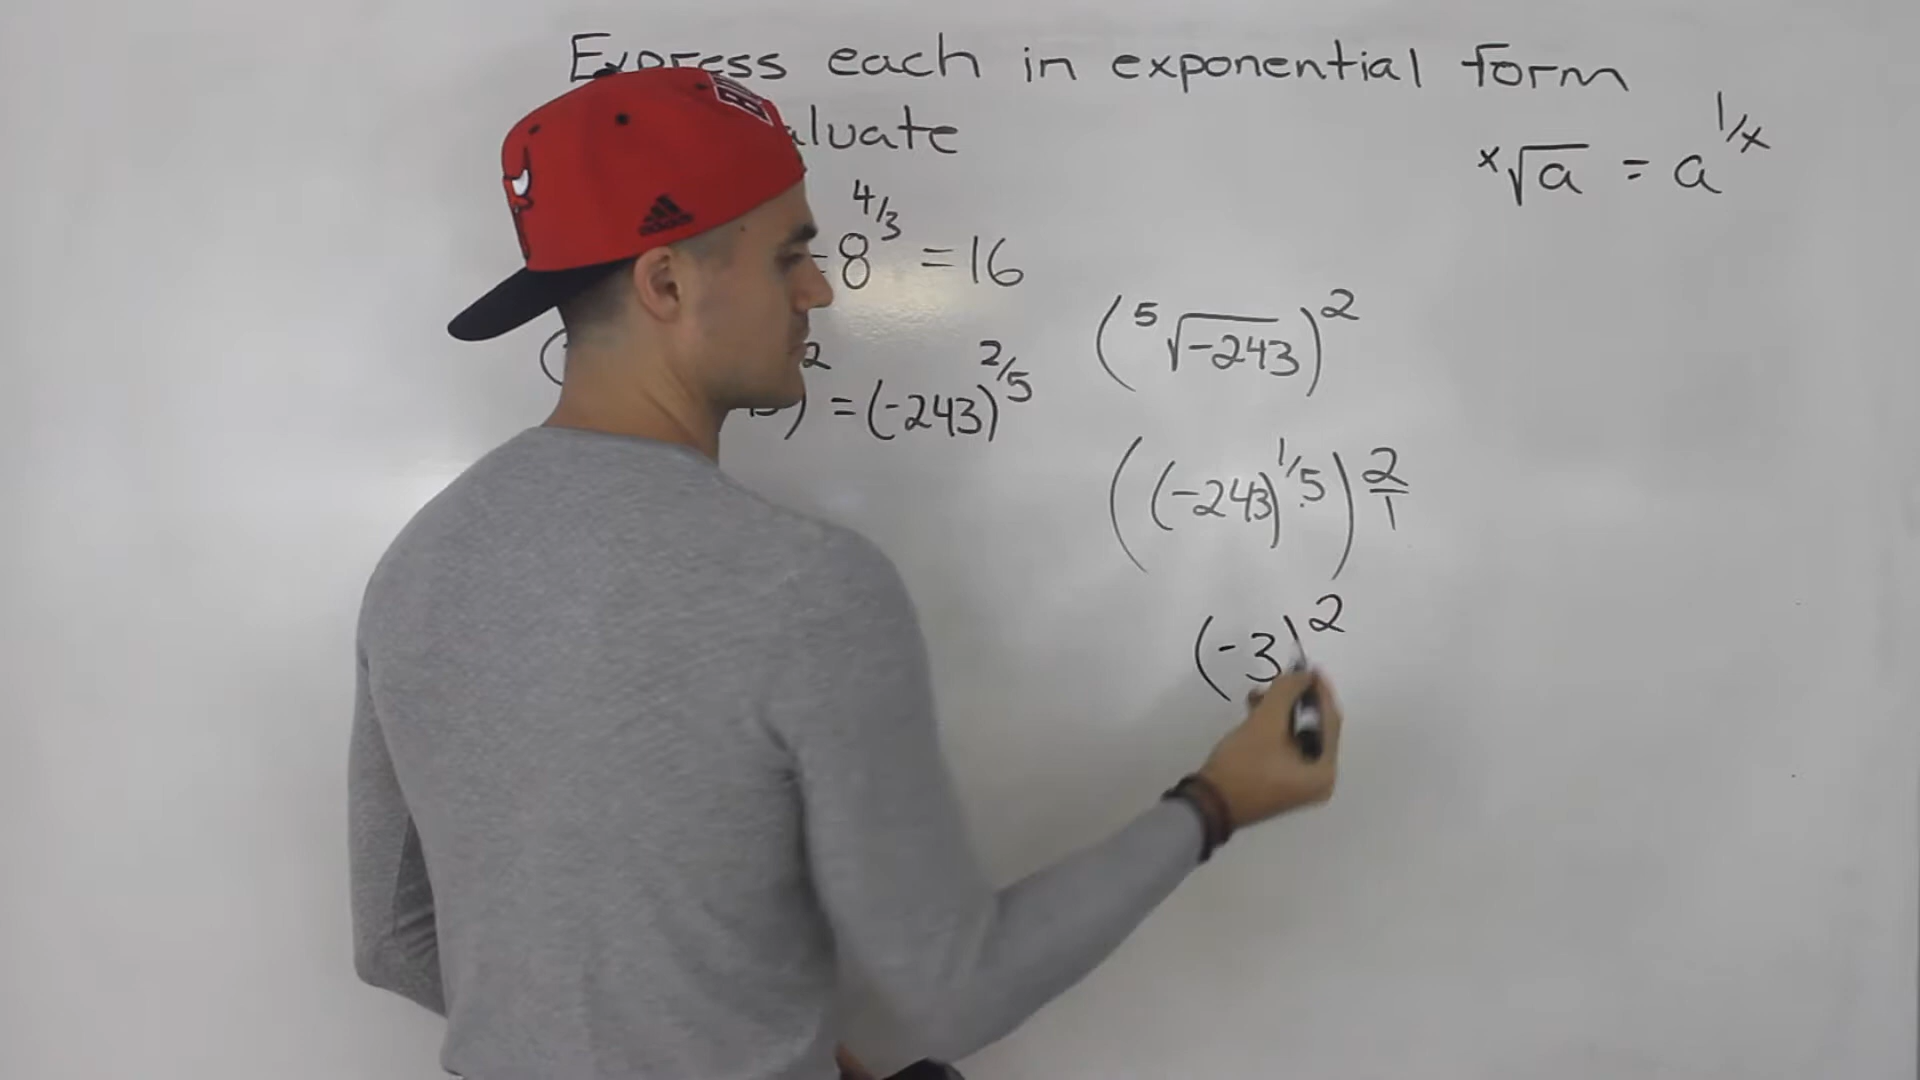 Express each in exponential form
aluate
ˣ√a = a^1/x
8^4/3 = 16
2 = (-243)^2/5
(⁵√-243)^2
((-243)^1/5)^2/1
(-3)^2